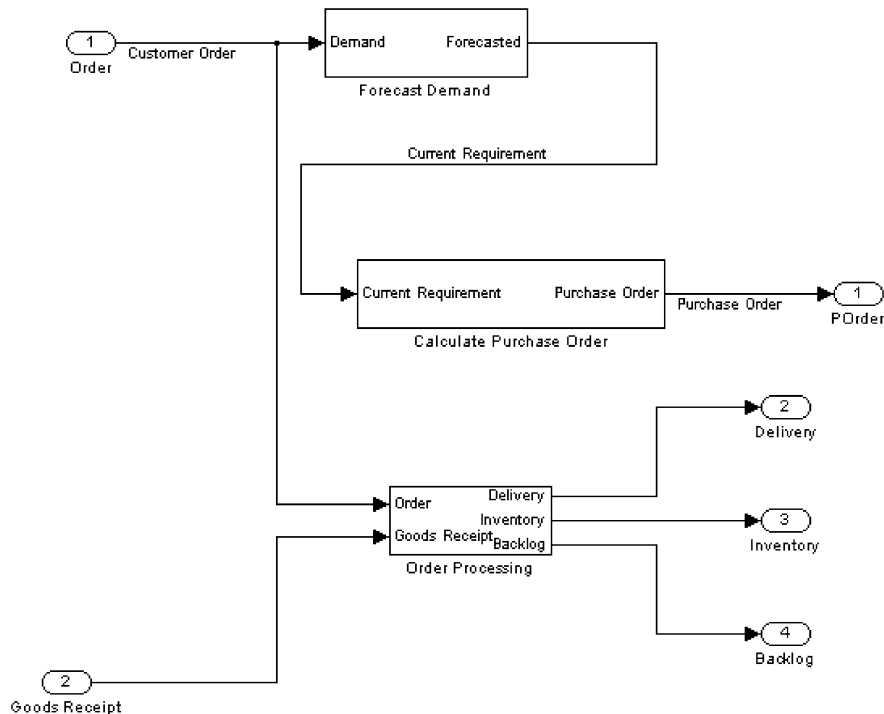 1
Order
Customer Order
Demand
Forecasted
Forecast Demand
Current Requirement
Current Requirement
Purchase Order
Calculate Purchase Order
Purchase Order
1
POrder
2
Delivery
Order
Goods Receipt
Delivery
Inventory
Backlog
Order Processing
3
Inventory
4
Backlog
2
Goods Receipt